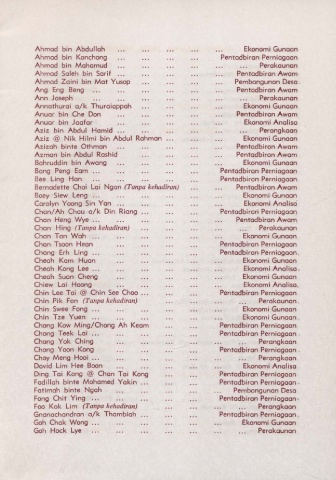 Ahmad bin Abdullah ... ... ... ... ... Ekonomi Gunaan
Ahmad bin Kanchong ... ... ... ... ... Pentadbiran Perniagaan
Ahmad bin Mahamud ... ... ... ... ... Perakaunan
Ahmad Saleh bin Sarif ... ... ... ... Pentadbiran Awam
Ahmad Zaini bin Mat Yusop ... ... ... ... Pembangunan Desa
Ang Eng Beng ... ... ... ... ... Pentadbiran Awam
Ann Joseph ... ... ... ... ... Perakaunan
Annathurai a/k Thuraiappah ... ... ... ... Ekonomi Gunaan
Anuar bin Che Don ... ... ... ... ... Pentadbiran Awam
Anuar bin Jaafar ... ... ... ... ... Ekonomi Analisa
Aziz bin Abdul Hamid ... ... ... ... ... Perangkaan
Aziz @ Nik Hilmi bin Abdul Rahman ... ... ... Ekonomi Gunaan
Azizah binte Othman ... ... ... ... ... Pentadbiran Awam
Azman bin Abdul Rashid ... ... ... ... Pentadbiran Awam
Bahruddin bin Awang ... ... ... ... ... Ekonomi Gunaan
Bong Pang Eam ... ... ... ... ... Pentadbiran Perniagaan
Bee Ling Han ... ... ... ... ... Pentadbiran Perniagaan
Bernadette Chai Lai Ngan (Tanpa kehadiran) ... ... Pentadbiran Awam
Boey Siew Leng ... ... ... ... ... Ekonomi Gunaan
Carolyn Yoong Sin Yan ... ... ... ... ... Ekonomi Analisa
Chan/Ah Chou a/k Din Riang ... ... ... ... Pentadbiran Perniagaan
Chan Heng Wye ... ... ... ... ... Pentadbiran Awam
Chan Hing (Tanpa kehadiran) ... ... ... ... Perakaunan
Chan Tan Wah ... ... ... ... ... Ekonomi Gunaan
Chan Tsoon Hean ... ... ... ... ... Pentadbiran Perniagaan
Chang Erh Ling ... ... ... ... ... Pentadbiran Perniagaan
Cheah Kam Huan ... ... ... ... ... Ekonomi Gunaan
Cheah Kong Lee ... ... ... ... ... Ekonomi Analisa
Cheah Suan Cheng ... ... ... ... ... Ekonomi Gunaan
Chiew Lai Hoong ... ... ... ... ... Ekonomi Analisa
Chin Lee Tai @ Chin See Choo ... ... ... ... Pentadbiran Perniagaan
Chin Pik Fan (Tanpa kehadiran) ... ... ... ... Perakaunan
Chin Swee Fong ... ... ... ... ... Ekonomi Gunaan
Chin Tze Yuen ... ... ... ... ... Ekonomi Gunaan
Chong Kow Ming/Chong Ah Keam ... ... ... Pentadbiran Perniagaan
Chong Teek Lai ... ... ... ... ... Pentadbiran Perniagaan
Chong Yok Ching ... ... ... ... ... Perangkaan
Chong Yoon Kong ... ... ... ... ... Pentadbiran Perniagaan
Choy Meng Hooi ... ... ... ... ... Perangkaan
David Lim Hee Boon ... ... ... ... ... Ekonomi Analisa
Ding Tai Kong @ Chan Tai Kong ... ... ... Pentadbiran Perniagaan
Fadillah binte Mohamed Yakin ... ... ... ... Pentadbiran Perniagaan
Fatimah binte Ngah ... ... ... ... ... Pembangunan Desa
Fong Chit Ying ... ... ... ... ... Pentadbiran Perniagaan
Foo Kok Lim (Tanpa kehadiran) ... ... ... ... Perangkaan
Gnanachandran a/k Thambiah ... ... ... ... Pentadbiran Perniagaan
Goh Chok Wong ... ... ... ... ... Ekonomi Gunaan
Goh Hock Lye ... ... ... ... ... Perakaunan